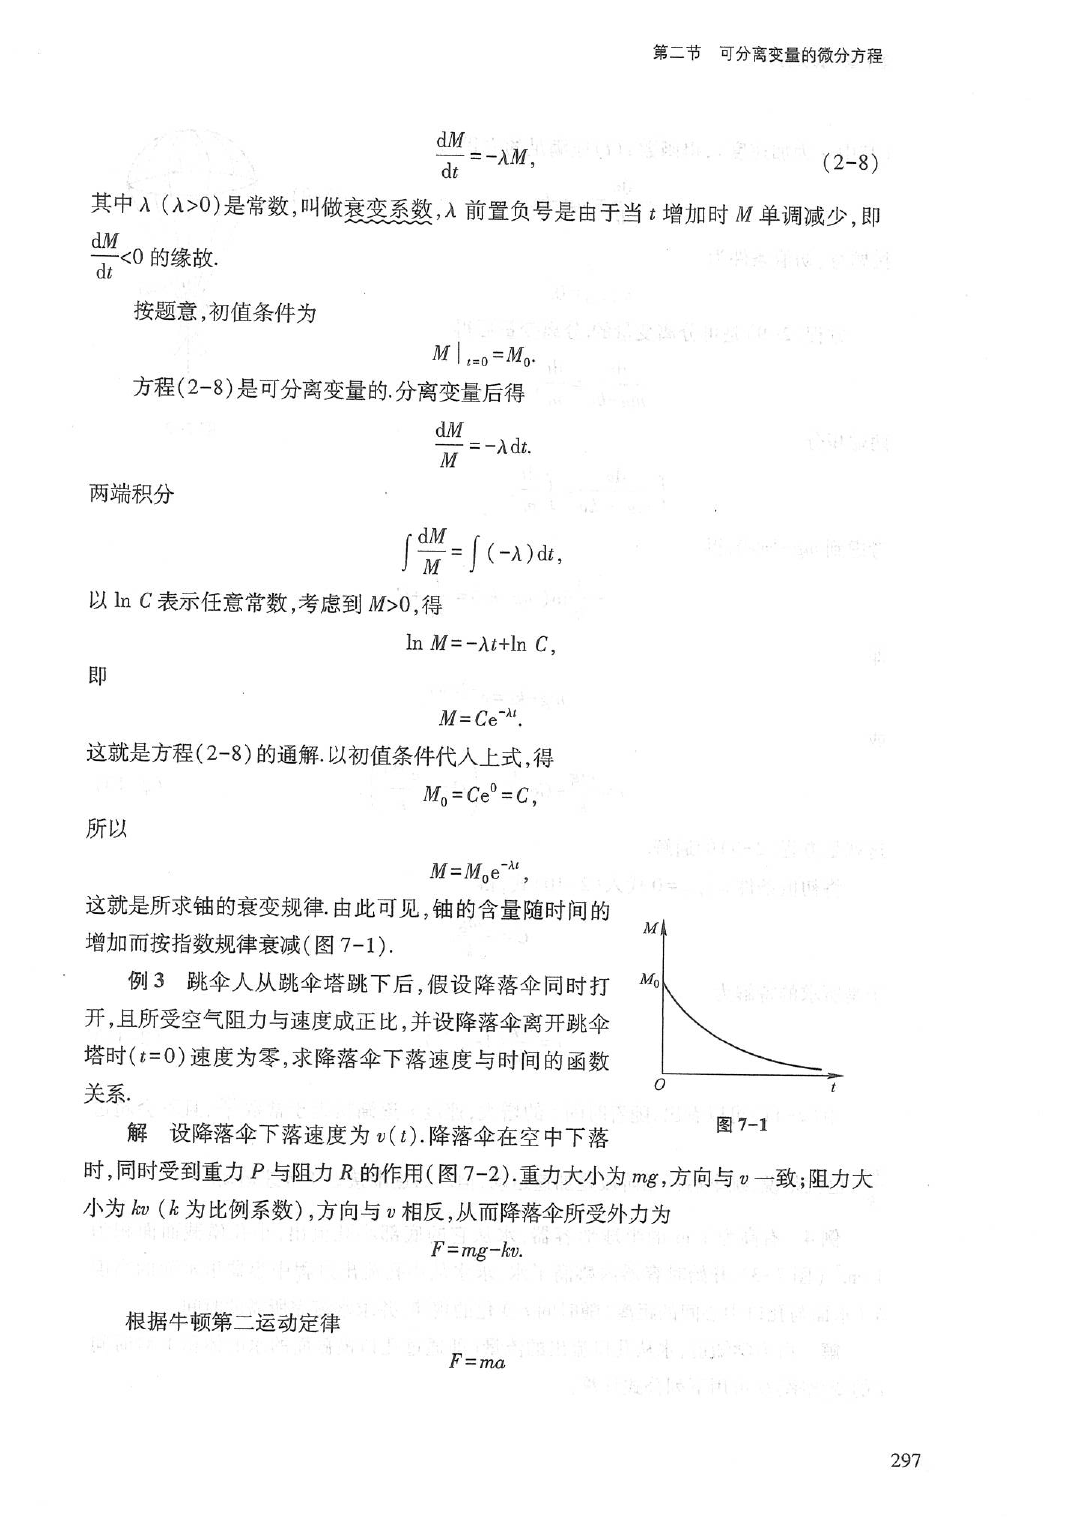 第二节 可分离变量的微分方程
dM/dt=-λM, (2-8)
其中 λ (λ>0)是常数,叫做衰变系数,λ 前置负号是由于当 t 增加时 M 单调减少,即
dM/dt<0 的缘故.
按题意,初值条件为
M|t=0=M0.
方程(2-8)是可分离变量的.分离变量后得
dM/M=-λdt.
两端积分
∫dM/M=∫(-λ)dt,
以 ln C 表示任意常数,考虑到 M>0,得
ln M=-λt+ln C,
即
M=Ce^-λt.
这就是方程(2-8)的通解.以初值条件代入上式,得
M0=Ce^0=C,
所以
M=M0e^-λt,
这就是所求铀的衰变规律.由此可见,铀的含量随时间的
增加而按指数规律衰减(图 7-1).
例 3 跳伞人从跳伞塔跳下后,假设降落伞同时打
开,且所受空气阻力与速度成正比,并设降落伞离开跳伞
塔时(t=0)速度为零,求降落伞下落速度与时间的函数
关系.
M
M0
O
t
图 7-1
解 设降落伞下落速度为 v(t).降落伞在空中下落
时,同时受到重力 P 与阻力 R 的作用(图 7-2).重力大小为 mg,方向与 v 一致;阻力大
小为 kv (k 为比例系数),方向与 v 相反,从而降落伞所受外力为
F=mg-kv.
根据牛顿第二运动定律
F=ma
297